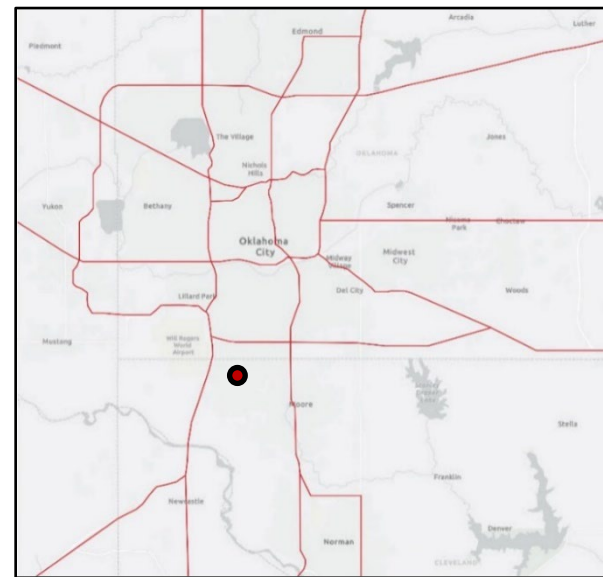 Arcadia
Luther
Piedmont
Edmond
The Village
Jones
OKLAHOMA
Nichols
Hills
Yukon
Bethany
Spencer
Nicoma
Park
Choctaw
Oklahoma
City
Midway
Village
Midwest
City
Del City
Woods
Lillard Park
Mustang
Will Rogers
World
Airport
Moore
Stella
Franklin
Newcastle
Norman
Denver
CLEVELAND